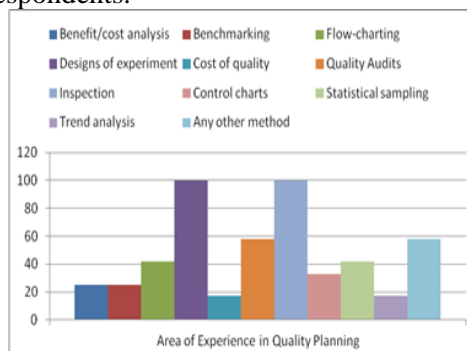 spondents.
Benefit/cost analysis Benchmarking Flow-charting
Designs of experiment Cost of quality Quality Audits
Inspection Control charts Statistical sampling
Trend analysis Any other method
120
100
80
60
40
20
0
Area of Experience in Quality Planning